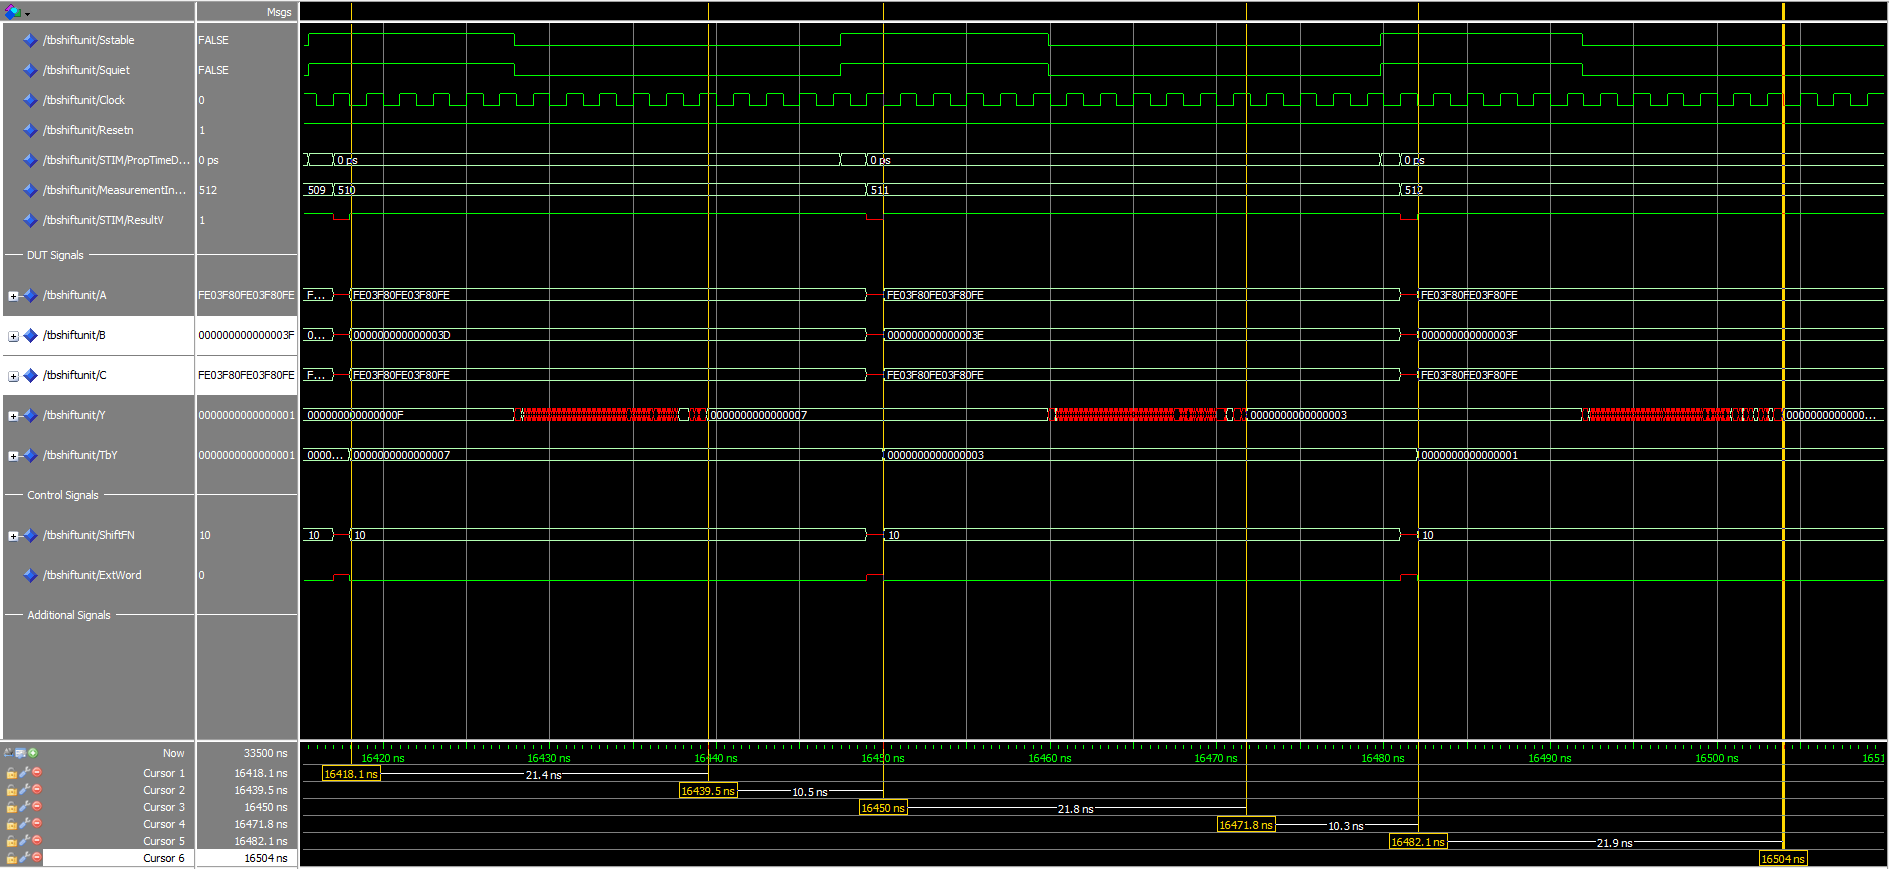 Msgs
/tbshiftunit/Sstable FALSE
/tbshiftunit/Squiet FALSE
/tbshiftunit/Clock 0
/tbshiftunit/Resetn 1
/tbshiftunit/STIM/PropTimeD... 0 ps 0 ps 0 ps 0 ps
/tbshiftunit/MeasurementIn... 512 509 510 511 512
/tbshiftunit/STIM/ResultV 1
DUT Signals
/tbshiftunit/A FE03F80FE03F80FE F... FE03F80FE03F80FE FE03F80FE03F80FE FE03F80FE03F80FE
/tbshiftunit/B 000000000000003F 0... 000000000000003D 000000000000003E 000000000000003F
/tbshiftunit/C FE03F80FE03F80FE F... FE03F80FE03F80FE FE03F80FE03F80FE FE03F80FE03F80FE
/tbshiftunit/Y 0000000000000001 000000000000000F 0000000000000007 0000000000000003 0000000000000...
/tbshiftunit/TbY 0000000000000001 0000... 0000000000000007 0000000000000003 0000000000000001
Control Signals
/tbshiftunit/ShiftFN 10 10 10 10 10
/tbshiftunit/ExtWord 0
Additional Signals
Now 33500 ns 16420 ns 16430 ns 16440 ns 16450 ns 16460 ns 16470 ns 16480 ns 16490 ns 16500 ns 1651
Cursor 1 16418.1 ns 16418.1 ns 21.4 ns
Cursor 2 16439.5 ns 16439.5 ns 10.5 ns
Cursor 3 16450 ns 16450 ns 21.8 ns
Cursor 4 16471.8 ns 16471.8 ns 10.3 ns
Cursor 5 16482.1 ns 16482.1 ns 21.9 ns
Cursor 6 16504 ns 16504 ns